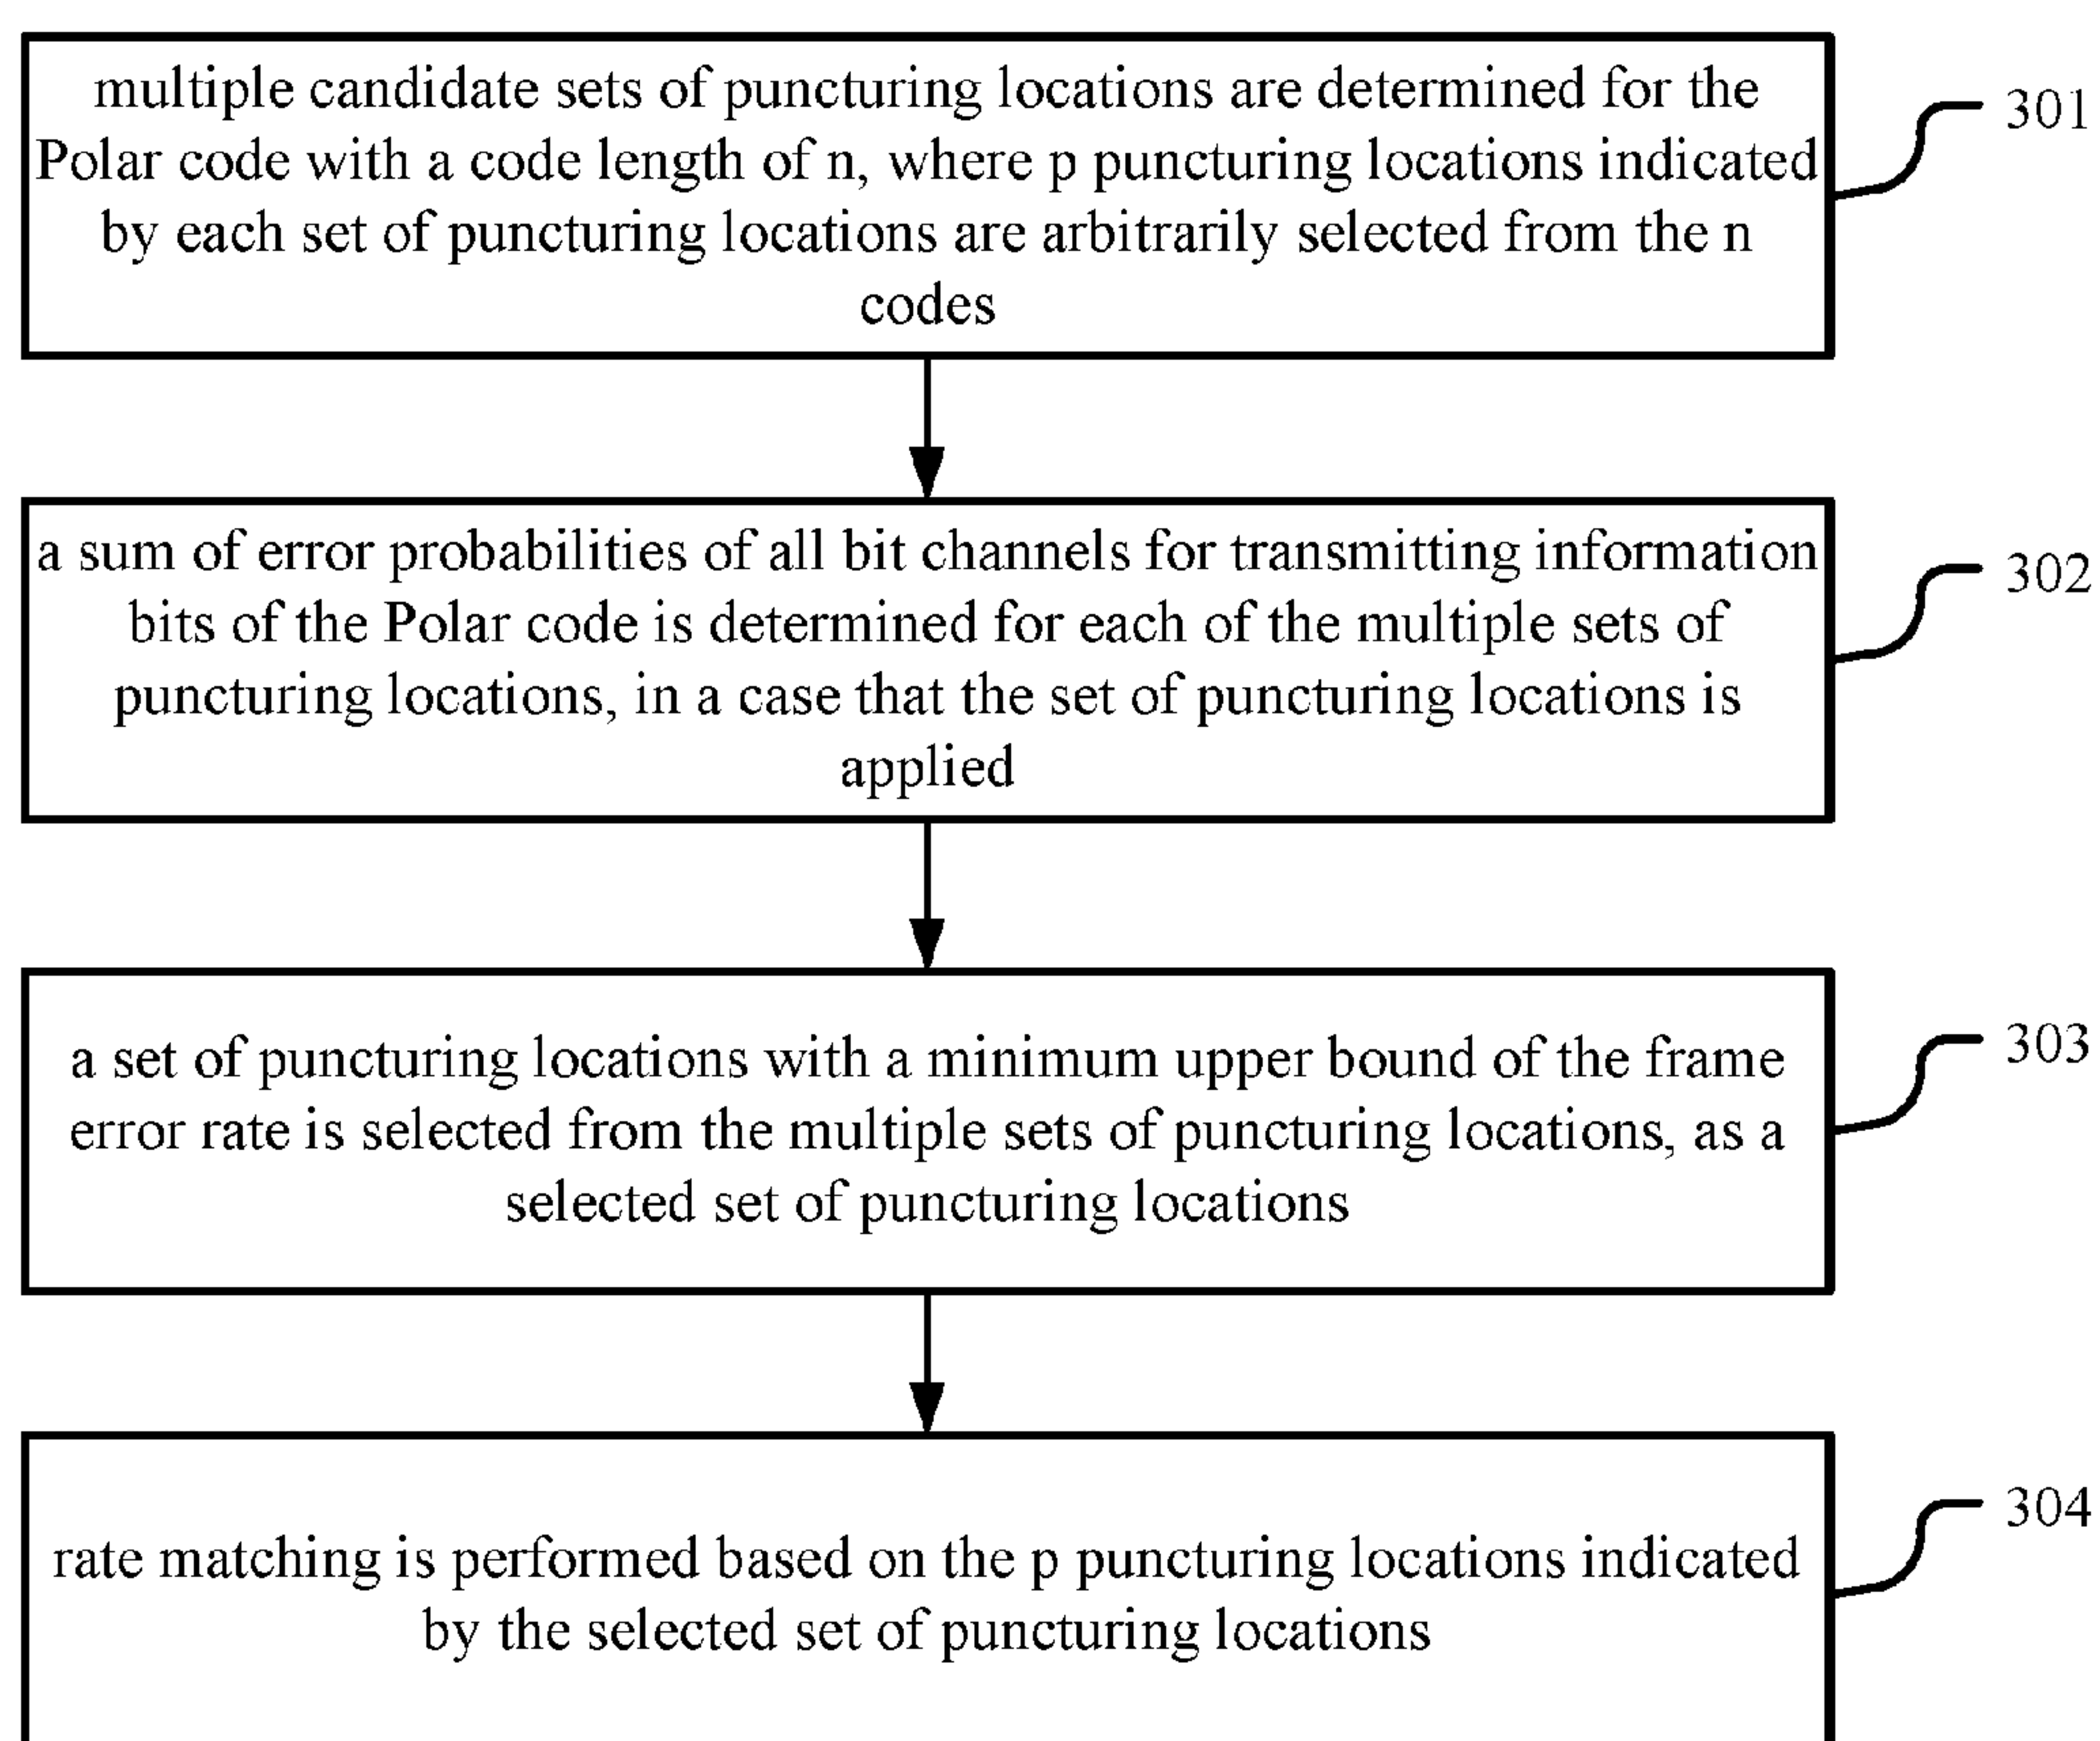 multiple candidate sets of puncturing locations are determined for the
Polar code with a code length of n, where p puncturing locations indicated
by each set of puncturing locations are arbitrarily selected from the n
codes
301
a sum of error probabilities of all bit channels for transmitting information
bits of the Polar code is determined for each of the multiple sets of
puncturing locations, in a case that the set of puncturing locations is
applied
302
a set of puncturing locations with a minimum upper bound of the frame
error rate is selected from the multiple sets of puncturing locations, as a
selected set of puncturing locations
303
rate matching is performed based on the p puncturing locations indicated
by the selected set of puncturing locations
304